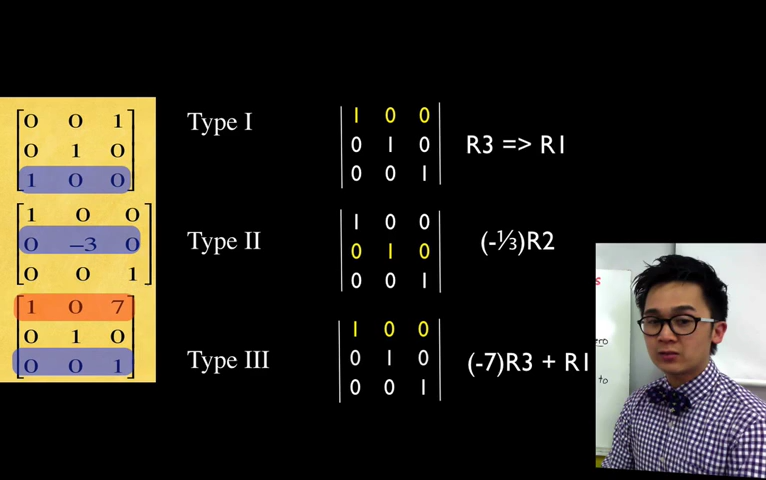 0 0 1
0 1 0
1 0 0
Type I
1 0 0
0 1 0
0 0 1
R3 => R1
1 0 0
0 -3 0
0 0 1
Type II
1 0 0
0 1 0
0 0 1
(-⅓)R2
1 0 7
0 1 0
0 0 1
Type III
1 0 0
0 1 0
0 0 1
(-7)R3 + R1
to